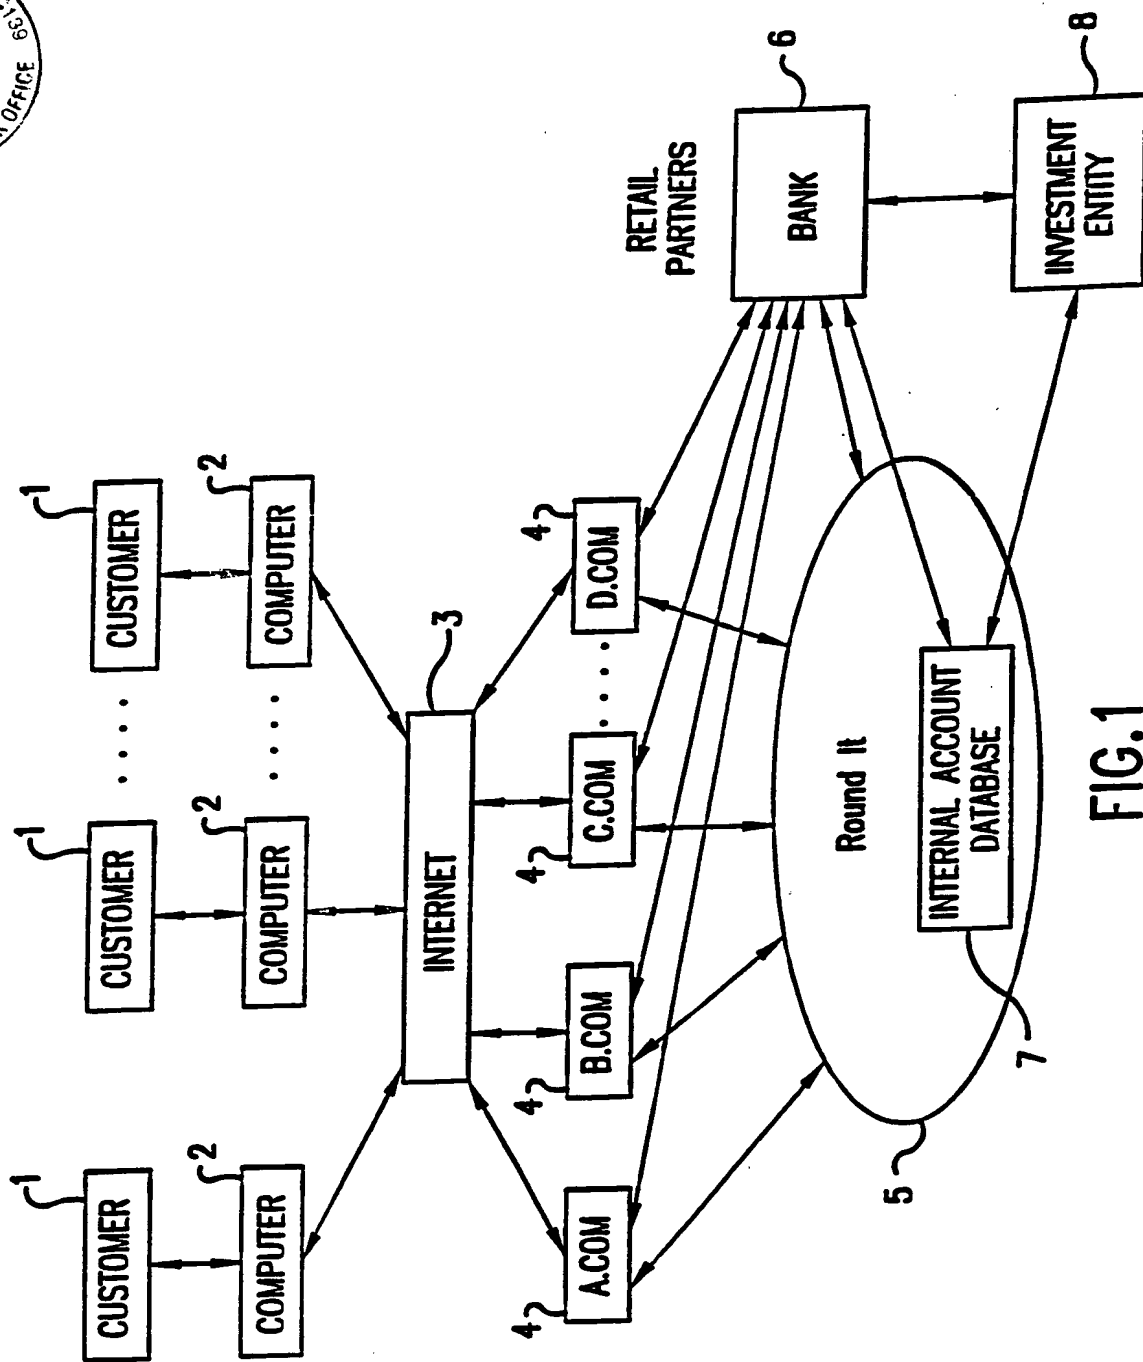 1
1
1
CUSTOMER
CUSTOMER
. . . .
CUSTOMER
2
2
2
COMPUTER
COMPUTER
. . . .
COMPUTER
3
INTERNET
4
4
4
4
A.COM
B.COM
C.COM
. . . .
D.COM
RETAIL
PARTNERS
6
BANK
Round It
5
7
INTERNAL ACCOUNT
DATABASE
INVESTMENT
ENTITY
8
FIG.1
OFFICE